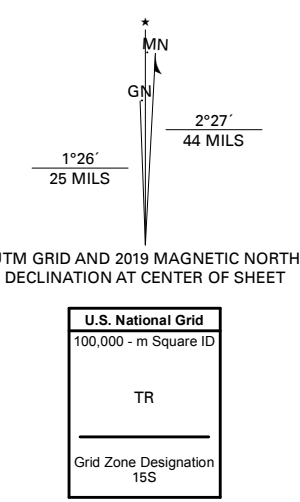 ★
MN
GN
2°27´
44 MILS
1°26´
25 MILS
UTM GRID AND 2019 MAGNETIC NORTH
DECLINATION AT CENTER OF SHEET
U.S. National Grid
100,000 - m Square ID
TR
Grid Zone Designation
15S